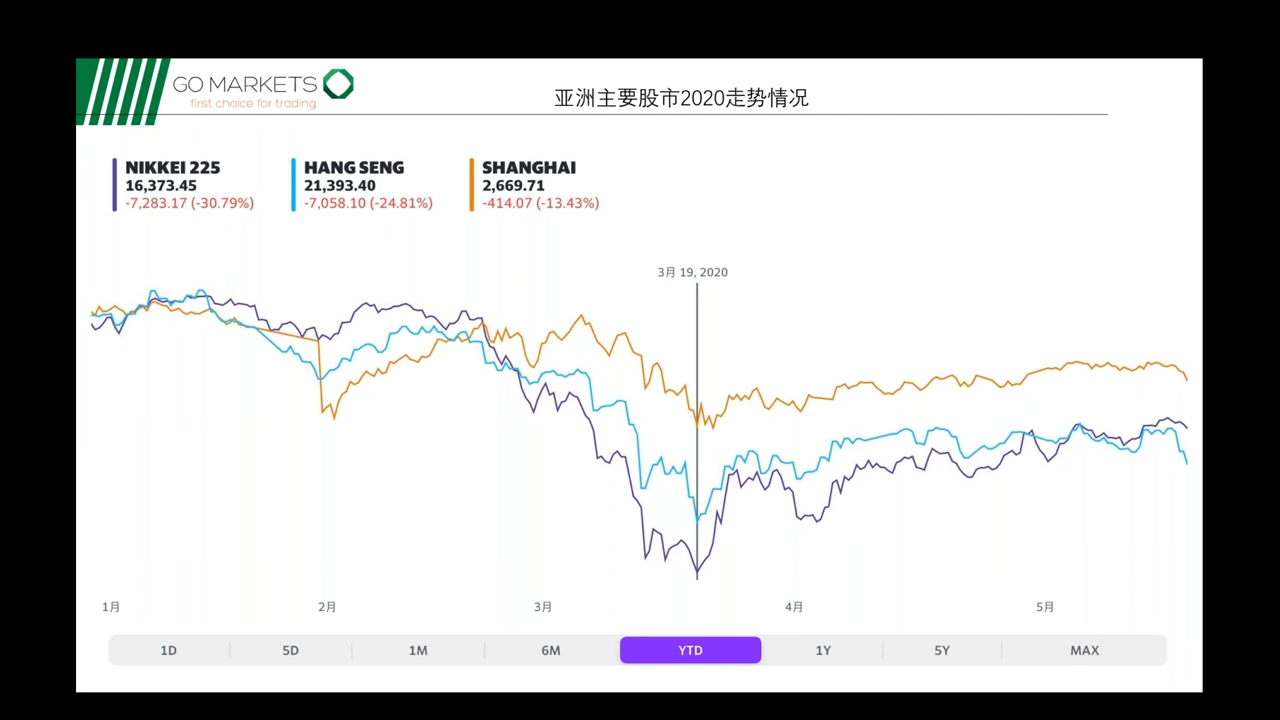 GO MARKETS
first choice for trading
亚洲主要股市2020走势情况
NIKKEI 225
16,373.45
-7,283.17 (-30.79%)
HANG SENG
21,393.40
-7,058.10 (-24.81%)
SHANGHAI
2,669.71
-414.07 (-13.43%)
3月 19, 2020
1月 2月 3月 4月 5月
1D 5D 1M 6M YTD 1Y 5Y MAX